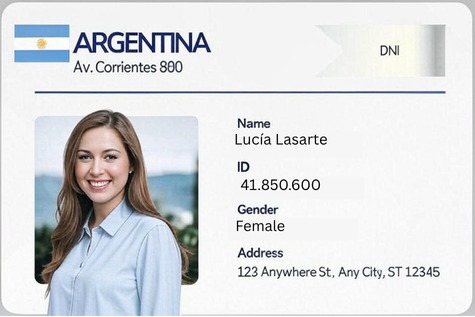 ARGENTINA
Av. Corrientes 800
DNI
Name
Lucía Lasarte
ID
41.850.600
Gender
Female
Address
123 Anywhere St, Any City, ST 12345